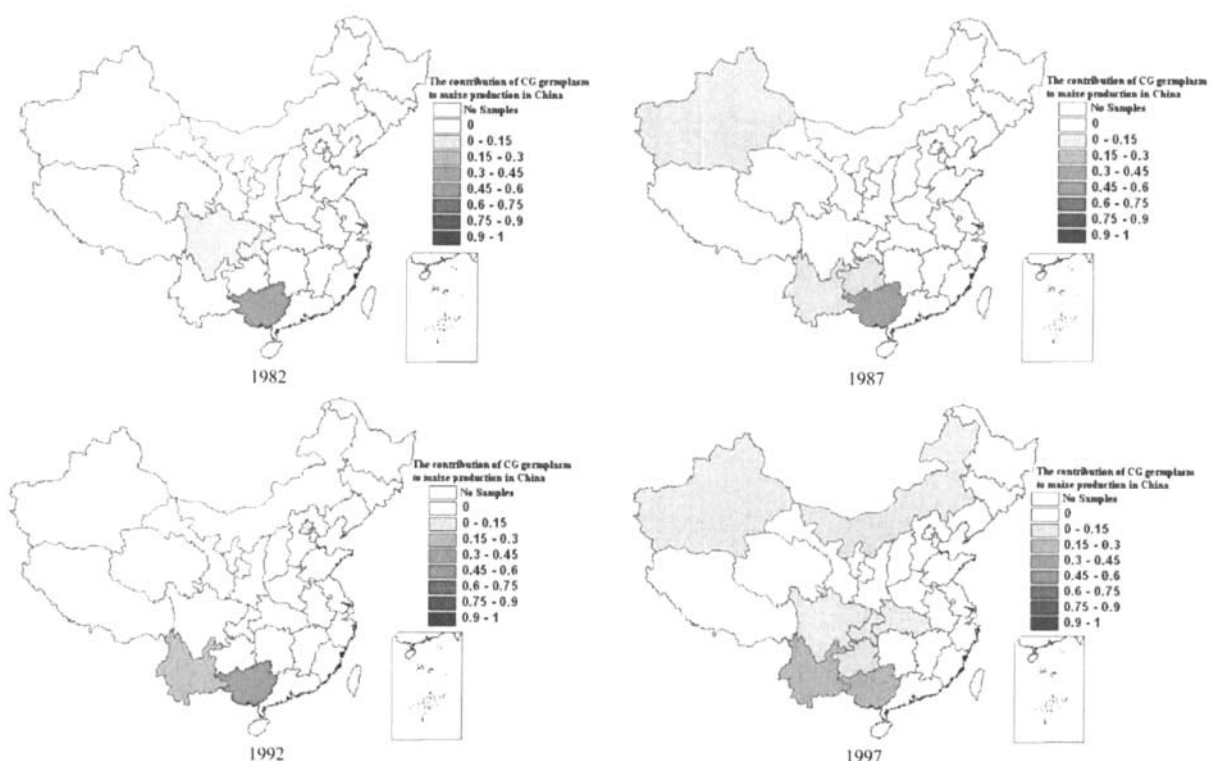 The contribution of CG germplasm
to maize production in China
No Samples
0
0 - 0.15
0.15 - 0.3
0.3 - 0.45
0.45 - 0.6
0.6 - 0.75
0.75 - 0.9
0.9 - 1
1982
The contribution of CG germplasm
to maize production in China
No Samples
0
0 - 0.15
0.15 - 0.3
0.3 - 0.45
0.45 - 0.6
0.6 - 0.75
0.75 - 0.9
0.9 - 1
1987
The contribution of CG germplasm
to maize production in China
No Samples
0
0 - 0.15
0.15 - 0.3
0.3 - 0.45
0.45 - 0.6
0.6 - 0.75
0.75 - 0.9
0.9 - 1
1992
The contribution of CG germplasm
to maize production in China
No Samples
0
0 - 0.15
0.15 - 0.3
0.3 - 0.45
0.45 - 0.6
0.6 - 0.75
0.75 - 0.9
0.9 - 1
1997